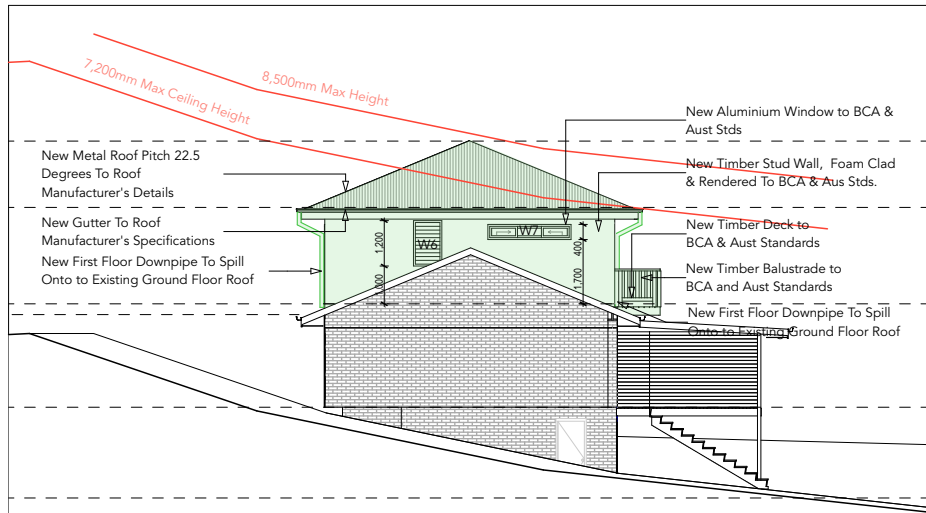 8,500mm Max Height
7,200mm Max Ceiling Height
New Metal Roof Pitch 22.5
Degrees To Roof
Manufacturer's Details
New Gutter To Roof
Manufacturer's Specifications
New First Floor Downpipe To Spill
Onto to Existing Ground Floor Roof
1,200
W6
W7
400
1,700
New Aluminium Window to BCA &
Aust Stds
New Timber Stud Wall, Foam Clad
& Rendered To BCA & Aus Stds.
New Timber Deck to
BCA & Aust Standards
New Timber Balustrade to
BCA and Aust Standards
New First Floor Downpipe To Spill
Onto to Existing Ground Floor Roof